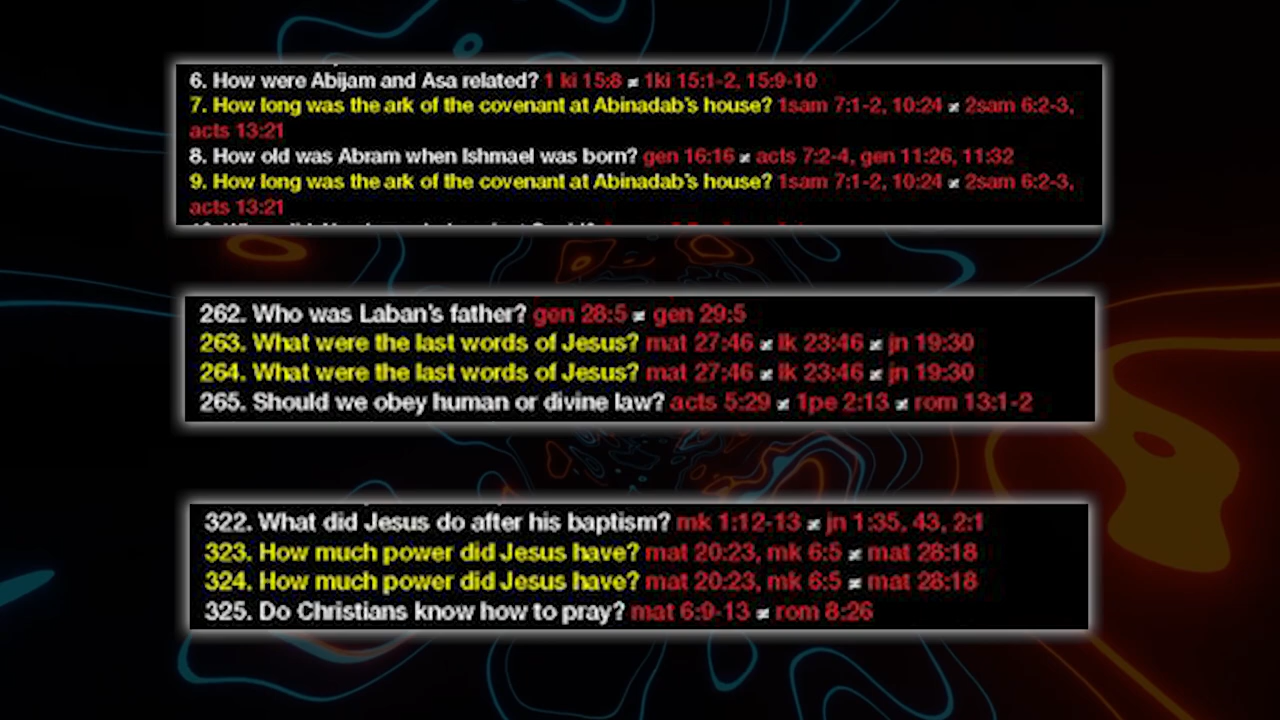 6. How were Abijam and Asa related? 1 ki 15:8 ≠ 1ki 15:1-2, 15:9-10
7. How long was the ark of the covenant at Abinadab's house? 1sam 7:1-2, 10:24 ≠ 2sam 6:2-3,
acts 13:21
8. How old was Abram when Ishmael was born? gen 16:16 ≠ acts 7:2-4, gen 11:26, 11:32
9. How long was the ark of the covenant at Abinadab's house? 1sam 7:1-2, 10:24 ≠ 2sam 6:2-3,
acts 13:21
262. Who was Laban's father? gen 28:5 ≠ gen 29:5
263. What were the last words of Jesus? mat 27:46 ≠ lk 23:46 ≠ jn 19:30
264. What were the last words of Jesus? mat 27:46 ≠ lk 23:46 ≠ jn 19:30
265. Should we obey human or divine law? acts 5:29 ≠ 1pe 2:13 ≠ rom 13:1-2
322. What did Jesus do after his baptism? mk 1:12-13 ≠ jn 1:35, 43, 2:1
323. How much power did Jesus have? mat 20:23, mk 6:5 ≠ mat 28:18
324. How much power did Jesus have? mat 20:23, mk 6:5 ≠ mat 28:18
325. Do Christians know how to pray? mat 6:9-13 ≠ rom 8:26